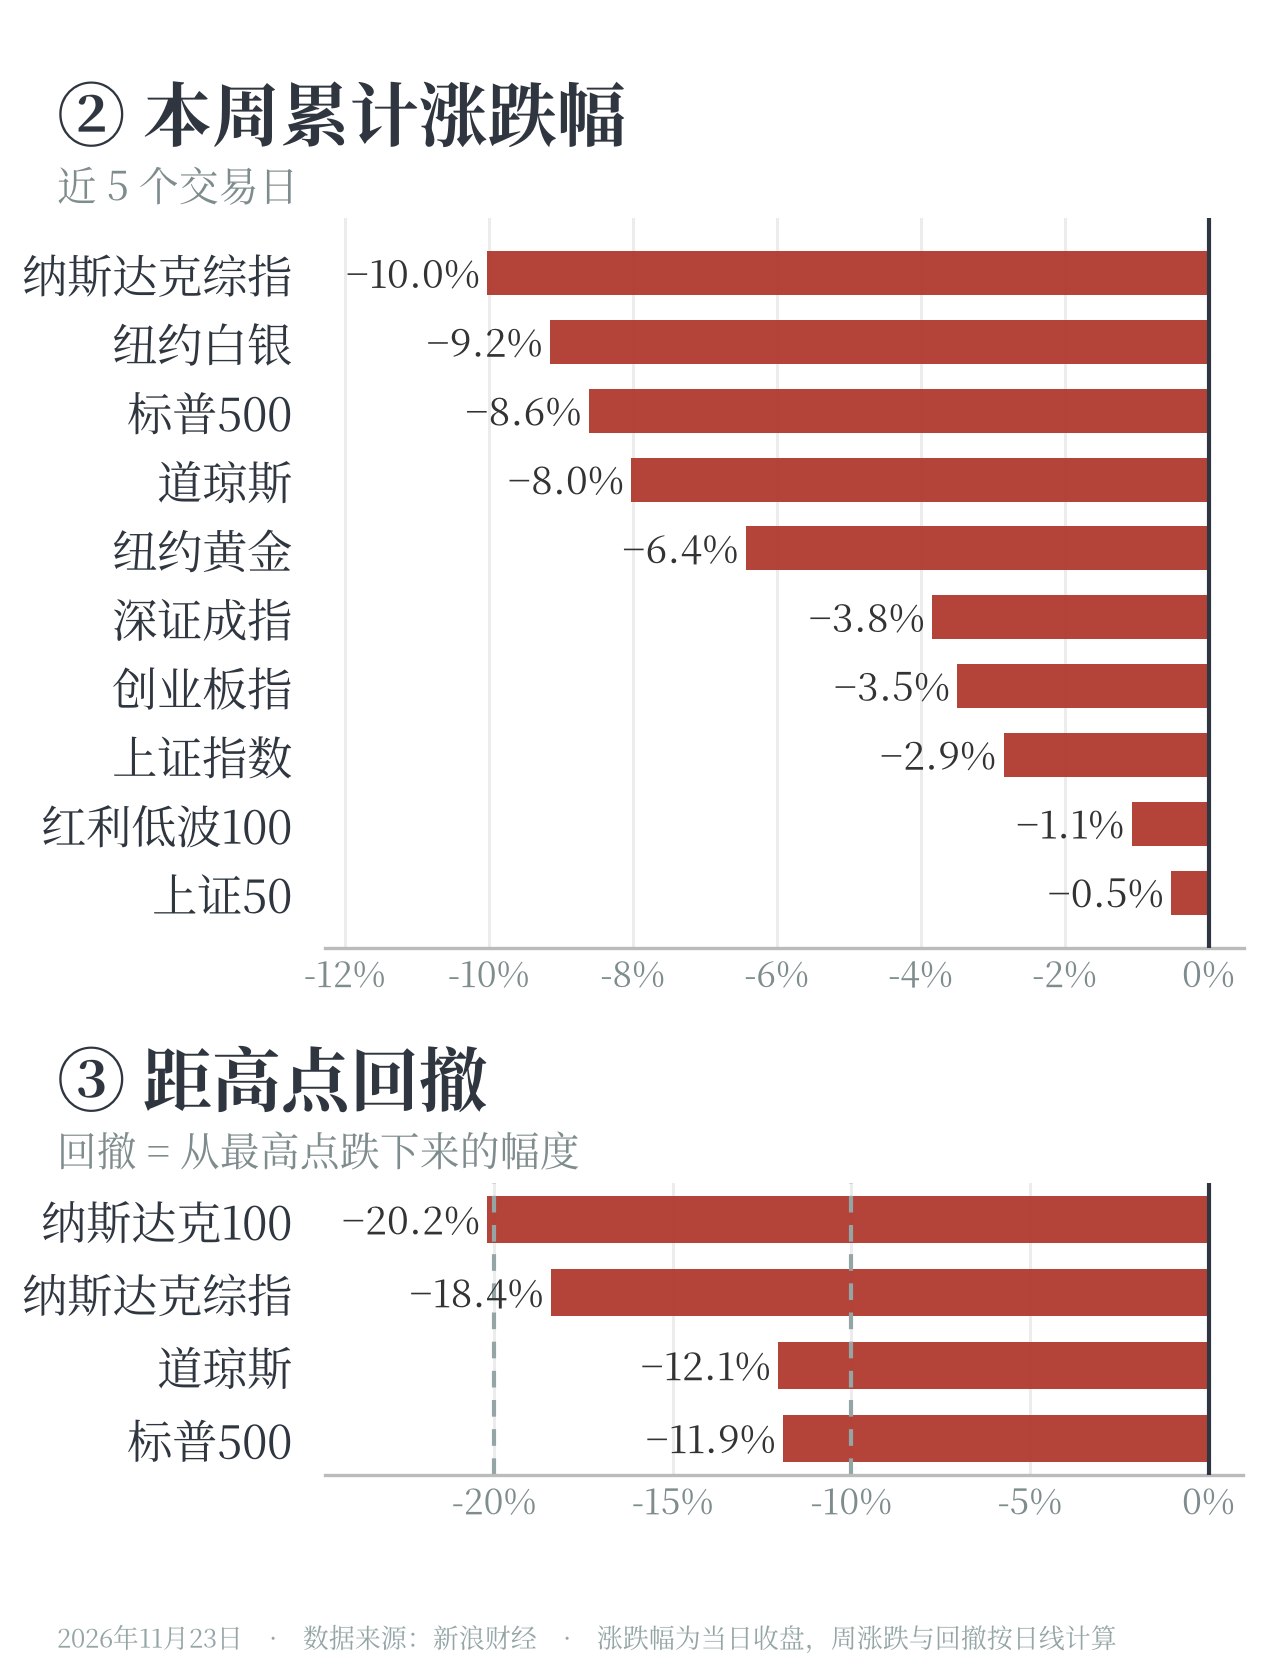 ② 本周累计涨跌幅
近 5 个交易日
纳斯达克综指 −10.0%
纽约白银 −9.2%
标普500 −8.6%
道琼斯 −8.0%
纽约黄金 −6.4%
深证成指 −3.8%
创业板指 −3.5%
上证指数 −2.9%
红利低波100 −1.1%
上证50 −0.5%
-12% -10% -8% -6% -4% -2% 0%
③ 距高点回撤
回撤 = 从最高点跌下来的幅度
纳斯达克100 −20.2%
纳斯达克综指 −18.4%
道琼斯 −12.1%
标普500 −11.9%
-20% -15% -10% -5% 0%
2026年11月23日 · 数据来源：新浪财经 · 涨跌幅为当日收盘，周涨跌与回撤按日线计算